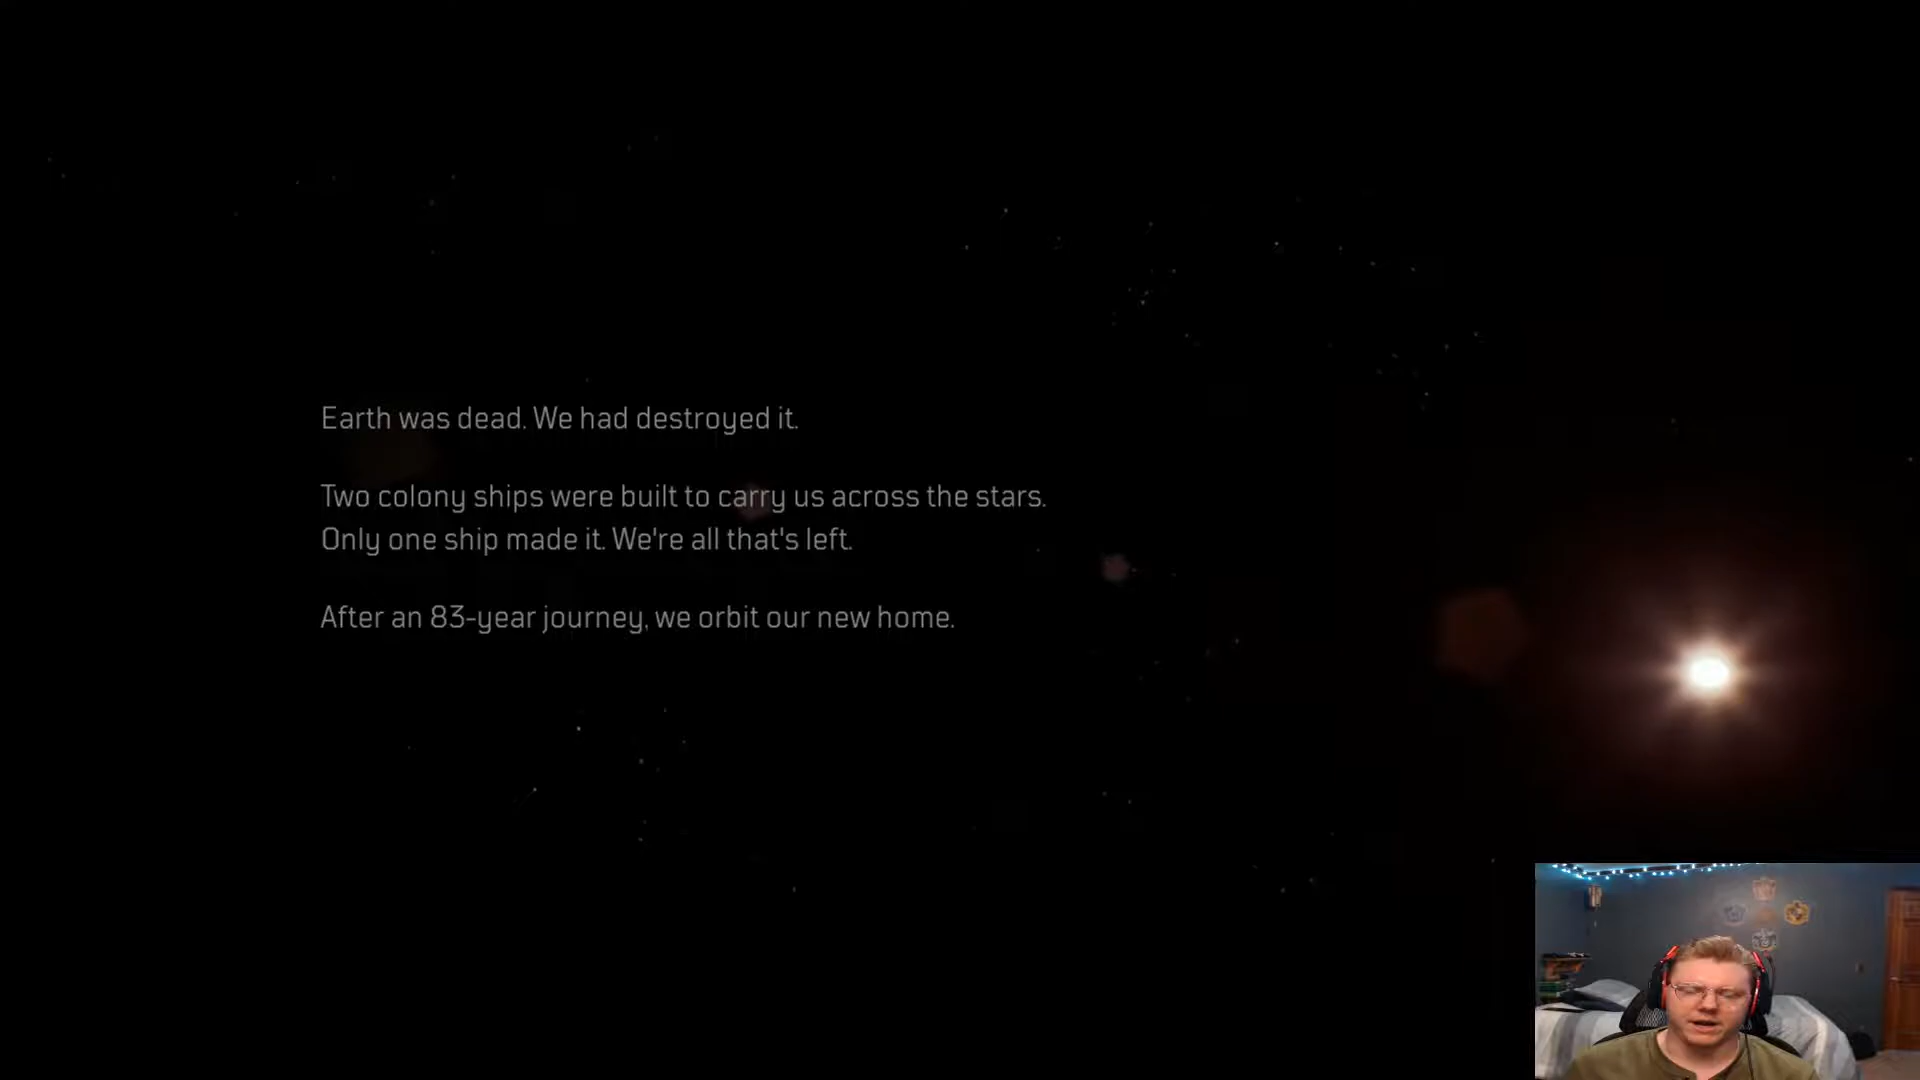 Earth was dead. We had destroyed it.
Two colony ships were built to carry us across the stars.
Only one ship made it. We're all that's left.
After an 83-year journey, we orbit our new home.